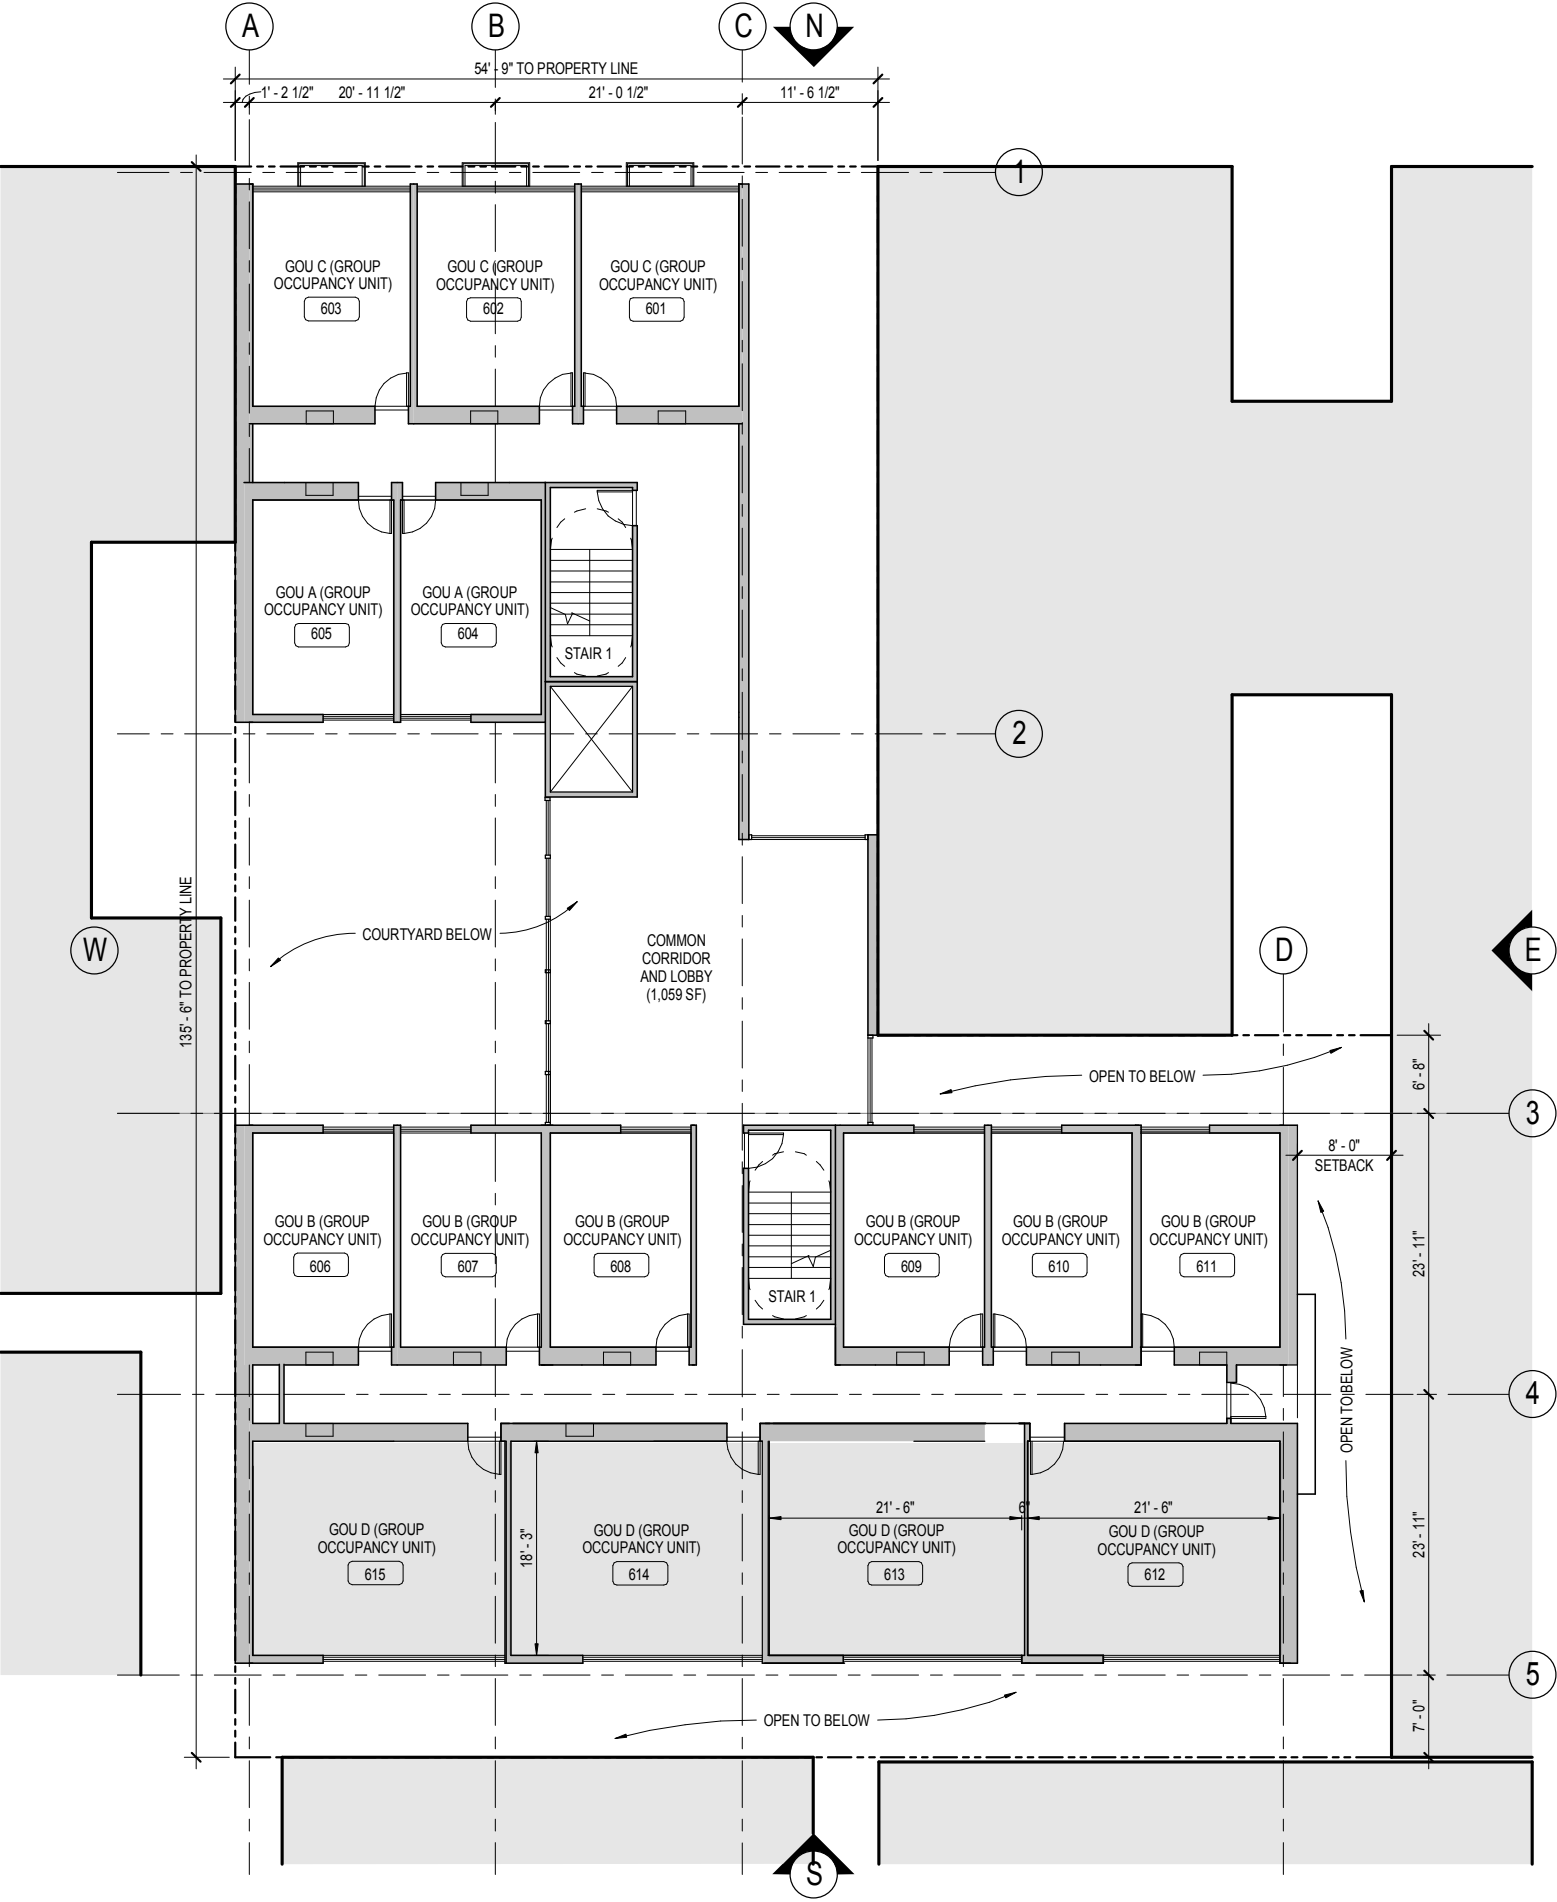 A
B
C
N
54' - 9" TO PROPERTY LINE
1' - 2 1/2"
20' - 11 1/2"
21' - 0 1/2"
11' - 6 1/2"
1
GOU C (GROUP
OCCUPANCY UNIT)
603
GOU C (GROUP
OCCUPANCY UNIT)
602
GOU C (GROUP
OCCUPANCY UNIT)
601
GOU A (GROUP
OCCUPANCY UNIT)
605
GOU A (GROUP
OCCUPANCY UNIT)
604
STAIR 1
2
135' - 6" TO PROPERTY LINE
W
COURTYARD BELOW
COMMON
CORRIDOR
AND LOBBY
(1,059 SF)
D
E
OPEN TO BELOW
6' - 8"
3
8' - 0"
SETBACK
GOU B (GROUP
OCCUPANCY UNIT)
606
GOU B (GROUP
OCCUPANCY UNIT)
607
GOU B (GROUP
OCCUPANCY UNIT)
608
STAIR 1
GOU B (GROUP
OCCUPANCY UNIT)
609
GOU B (GROUP
OCCUPANCY UNIT)
610
GOU B (GROUP
OCCUPANCY UNIT)
611
23' - 11"
OPEN TO BELOW
4
GOU D (GROUP
OCCUPANCY UNIT)
615
18' - 3"
GOU D (GROUP
OCCUPANCY UNIT)
614
21' - 6"
GOU D (GROUP
OCCUPANCY UNIT)
613
6"
21' - 6"
GOU D (GROUP
OCCUPANCY UNIT)
612
23' - 11"
5
OPEN TO BELOW
7' - 0"
S